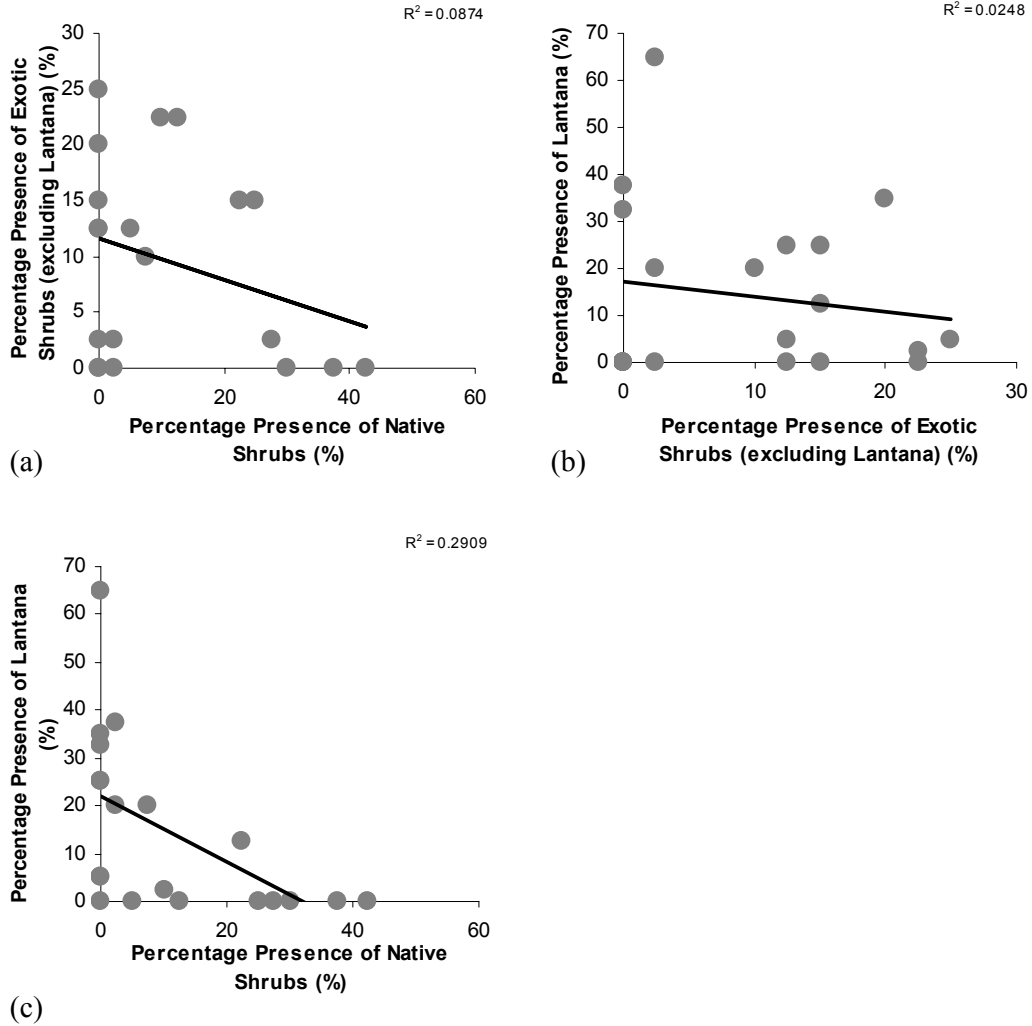 R² = 0.0874
30
25
20
15
10
5
0
0 20 40 60
Percentage Presence of Exotic
Shrubs (excluding Lantana) (%)
Percentage Presence of Native
Shrubs (%)
(a)
R² = 0.0248
70
60
50
40
30
20
10
0
0 10 20 30
Percentage Presence of Lantana (%)
Percentage Presence of Exotic
Shrubs (excluding Lantana) (%)
(b)
R² = 0.2909
70
60
50
40
30
20
10
0
0 20 40 60
Percentage Presence of Lantana
(%)
Percentage Presence of Native
Shrubs (%)
(c)